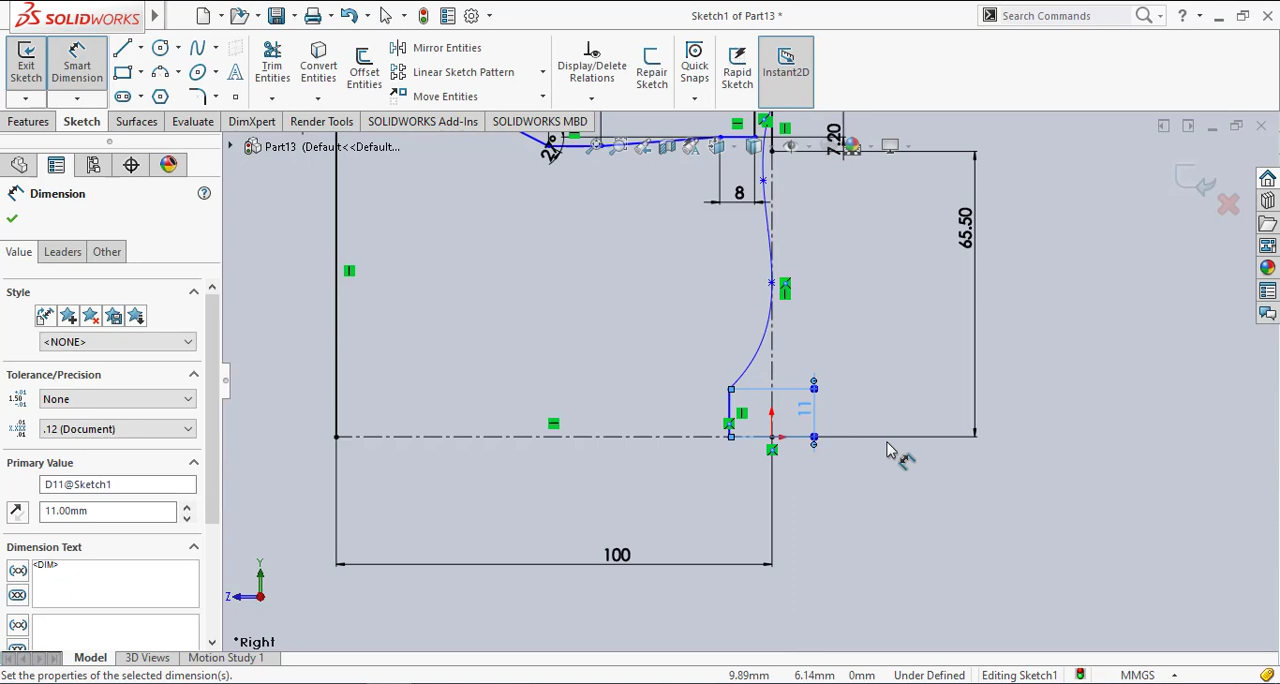 SOLIDWORKS
Sketch1 of Part13 *
Search Commands
?
Exit Sketch
Smart Dimension
Trim Entities
Convert Entities
Offset Entities
Mirror Entities
Linear Sketch Pattern
Move Entities
Display/Delete Relations
Repair Sketch
Quick Snaps
Rapid Sketch
Instant2D
Features
Sketch
Surfaces
Evaluate
DimXpert
Render Tools
SOLIDWORKS Add-Ins
SOLIDWORKS MBD
Part13 (Default<<Default...
Dimension
Value
Leaders
Other
Style
<NONE>
Tolerance/Precision
None
.12 (Document)
Primary Value
D11@Sketch1
11.00mm
Dimension Text
<DIM>
7.20
8
65.50
11
100
Y
Z
*Right
Model
3D Views
Motion Study 1
Set the properties of the selected dimension(s).
9.89mm
6.14mm
0mm
Under Defined
Editing Sketch1
MMGS